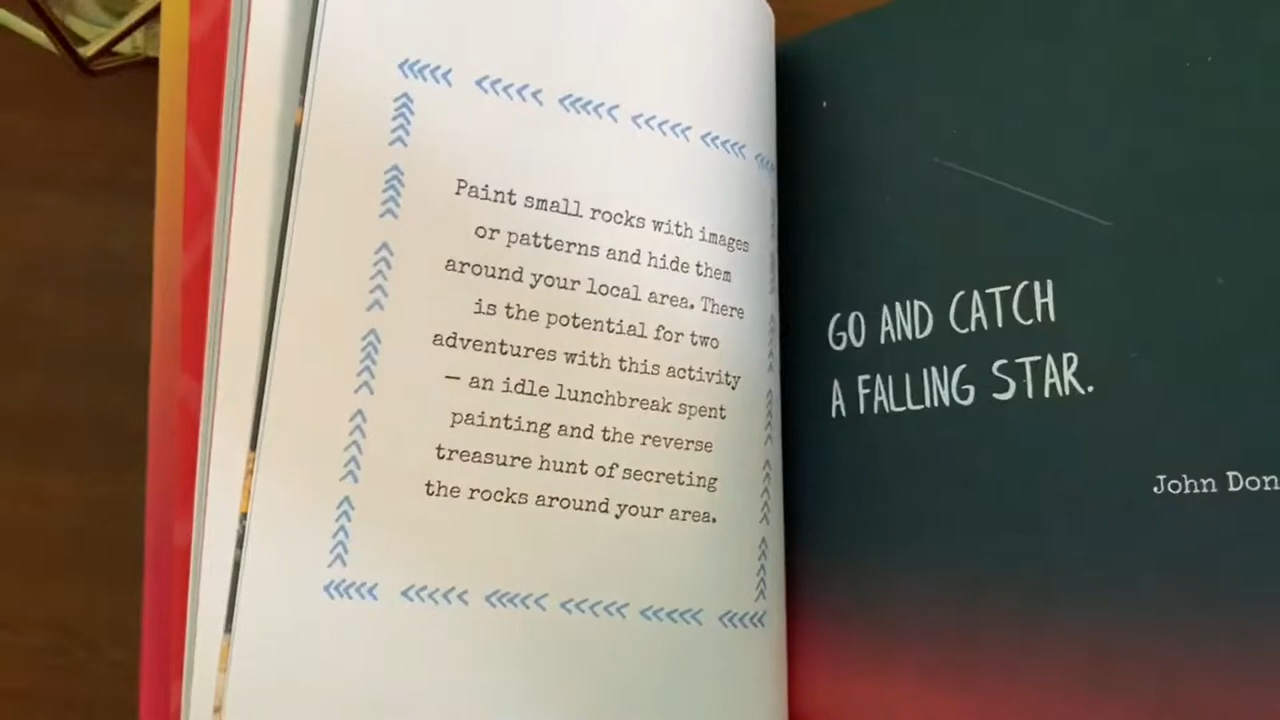 Paint small rocks with images
or patterns and hide them
around your local area. There
is the potential for two
adventures with this activity
— an idle lunchbreak spent
painting and the reverse
treasure hunt of secreting
the rocks around your area.
GO AND CATCH
A FALLING STAR.
John Don